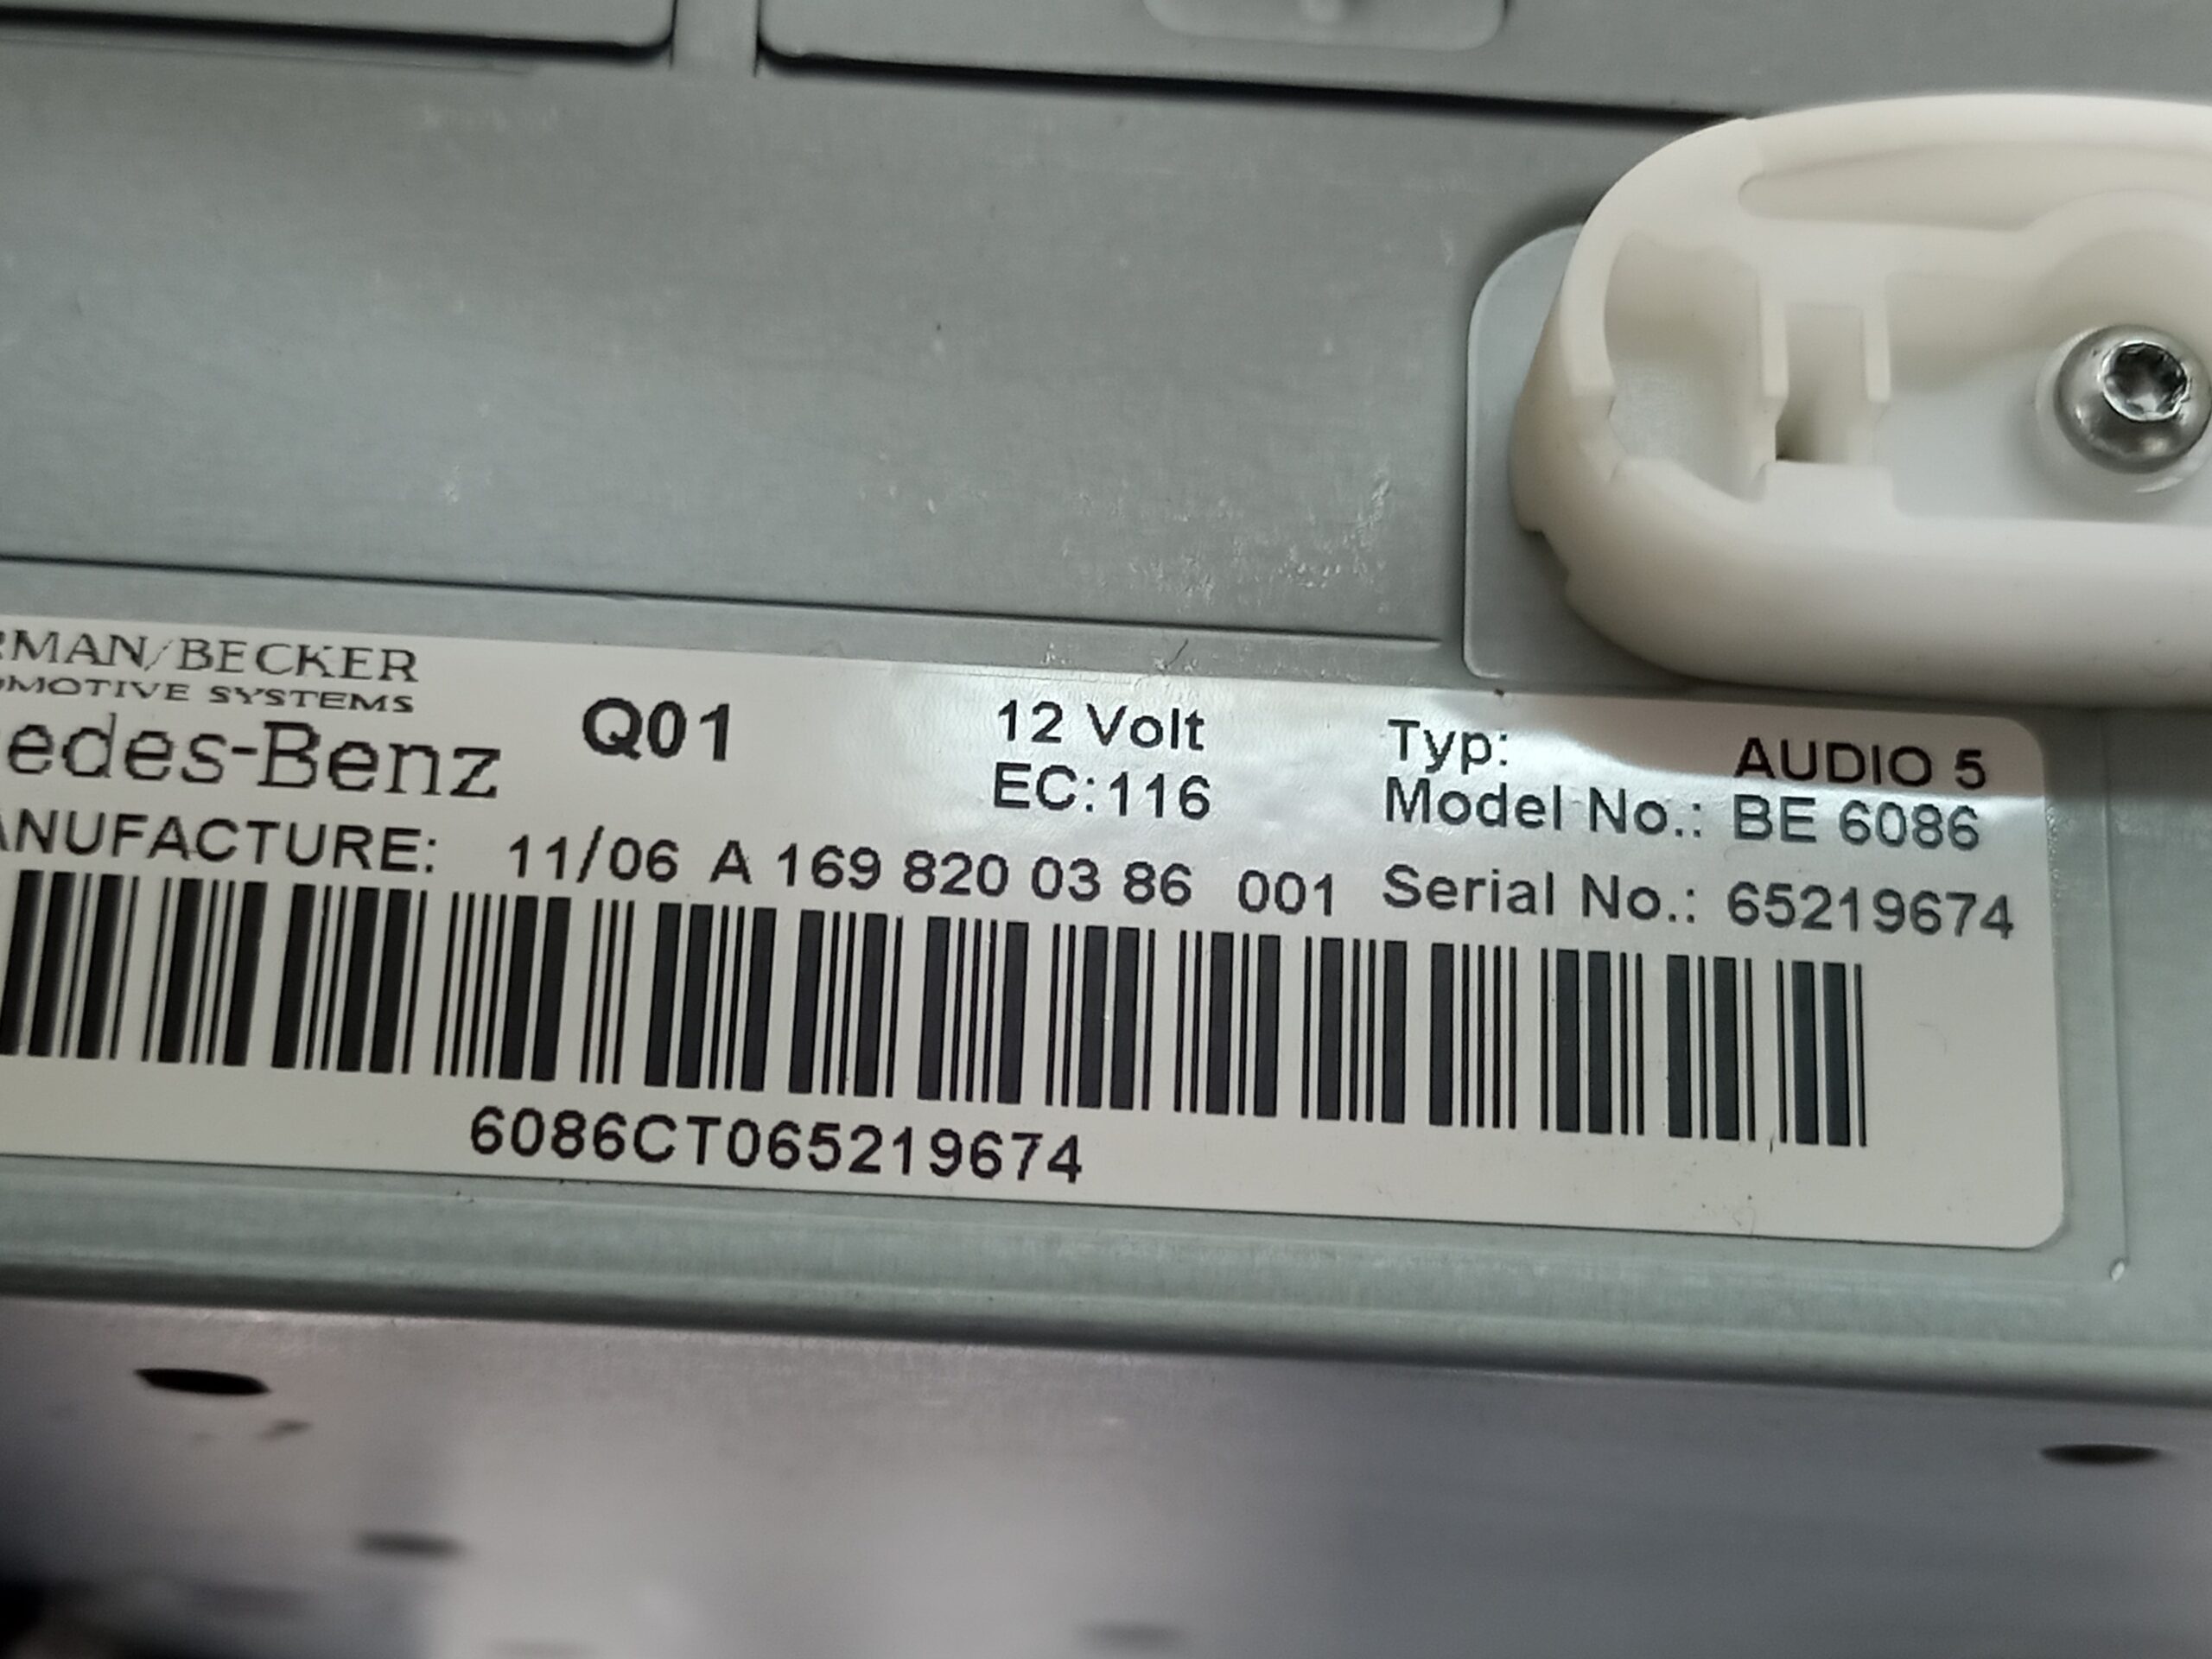 RMAN/BECKER
OMOTIVE SYSTEMS
edes-Benz Q01 12 Volt Typ: AUDIO 5
EC:116 Model No.: BE 6086
ANUFACTURE: 11/06 A 169 820 03 86 001 Serial No.: 65219674
6086CT065219674